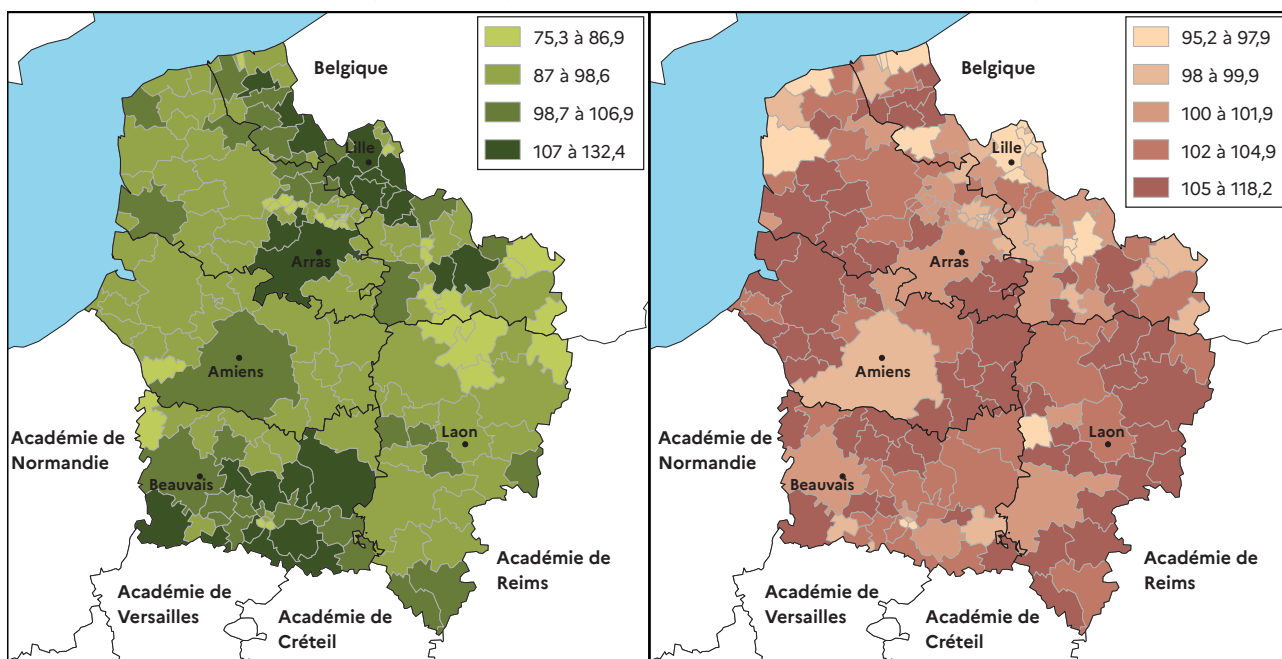 75,3 à 86,9
87 à 98,6
98,7 à 106,9
107 à 132,4
Belgique
Lille
Arras
Amiens
Laon
Beauvais
Académie de
Normandie
Académie de
Reims
Académie de
Versailles
Académie de
Créteil
95,2 à 97,9
98 à 99,9
100 à 101,9
102 à 104,9
105 à 118,2
Belgique
Lille
Arras
Amiens
Laon
Beauvais
Académie de
Normandie
Académie de
Reims
Académie de
Versailles
Académie de
Créteil